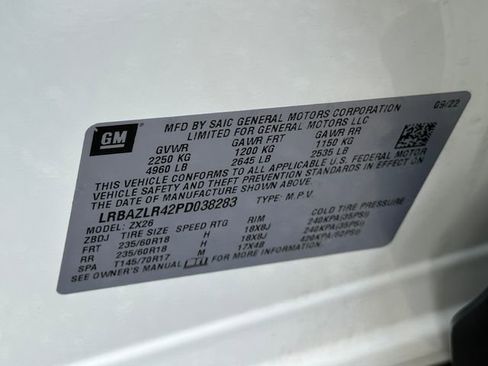 GM
MFD BY SAIC GENERAL MOTORS CORPORATION
LIMITED FOR GENERAL MOTORS LLC
09/22
GVWR GAWR FRT GAWR RR
2250 KG 1200 KG 1150 KG
4960 LB 2645 LB 2535 LB
THIS VEHICLE CONFORMS TO ALL APPLICABLE U.S. FEDERAL MOTOR
VEHICLE SAFETY AND THEFT PREVENTION STANDARDS IN EFFECT ON
THE DATE OF MANUFACTURE SHOWN ABOVE.
LRBAZLR42PD038283 TYPE: M.P.V.
MODEL: ZX26
ZBDJ TIRE SIZE SPEED RTG RIM COLD TIRE PRESSURE
FRT 235/60R18 H 18X8J 240KPA(35PSI)
RR 235/60R18 H 18X8J 240KPA(35PSI)
SPA T145/70R17 M 17X4B 420KPA(60PSI)
SEE OWNER'S MANUAL